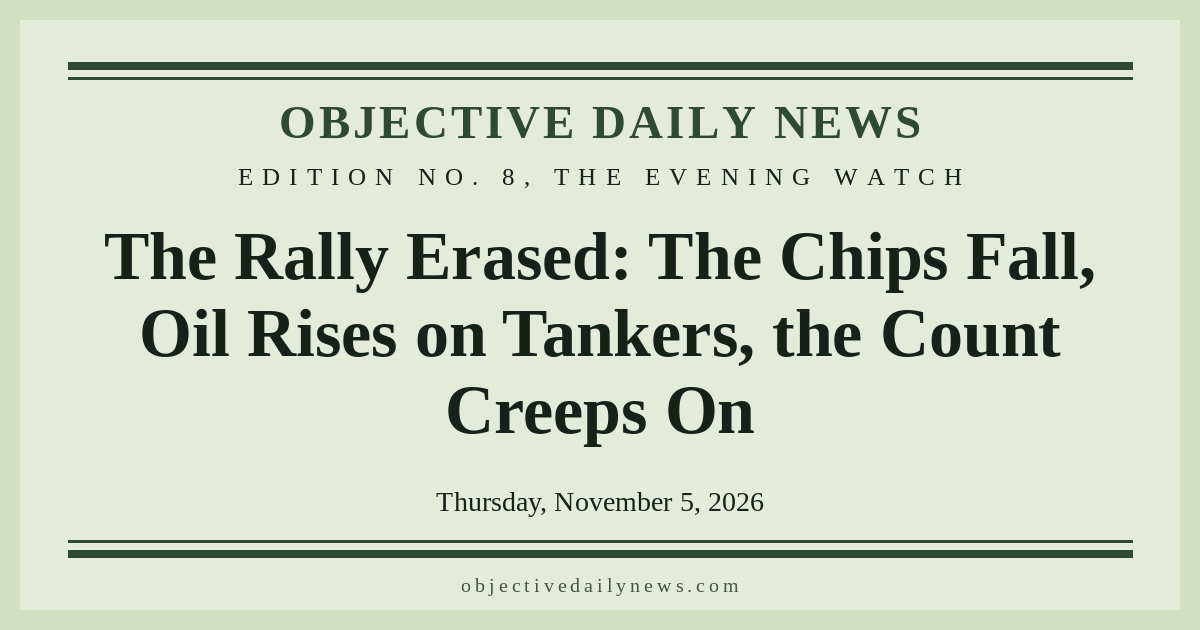 OBJECTIVE DAILY NEWS
EDITION NO. 8, THE EVENING WATCH
The Rally Erased: The Chips Fall,
Oil Rises on Tankers, the Count
Creeps On
Thursday, November 5, 2026
objectivedailynews.com